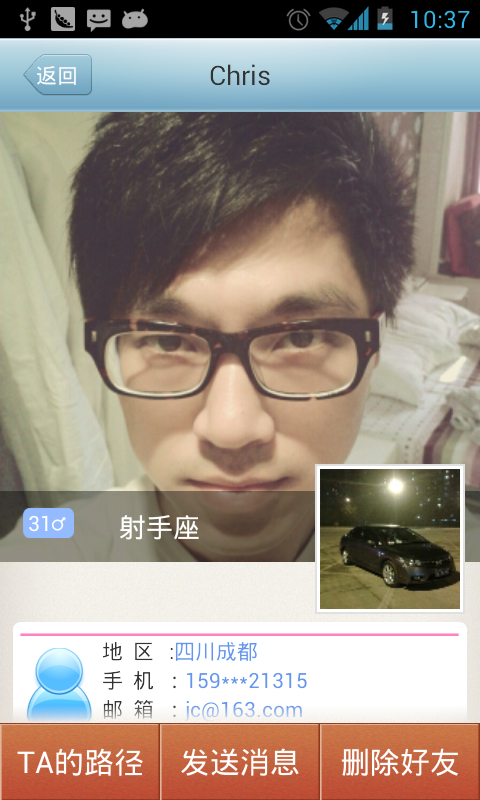 10:37
返回
Chris
31♂
射手座
地 区 :四川成都
手 机 : 159***21315
邮 箱 : jc@163.com
TA的路径
发送消息
删除好友